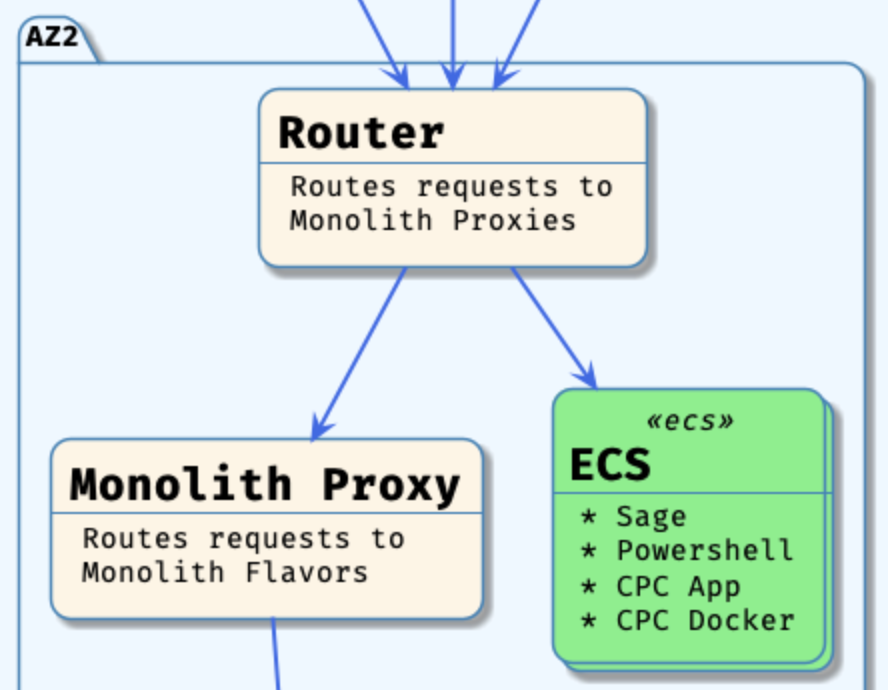 AZ2
Router
Routes requests to
Monolith Proxies
Monolith Proxy
Routes requests to
Monolith Flavors
«ecs»
ECS
* Sage
* Powershell
* CPC App
* CPC Docker